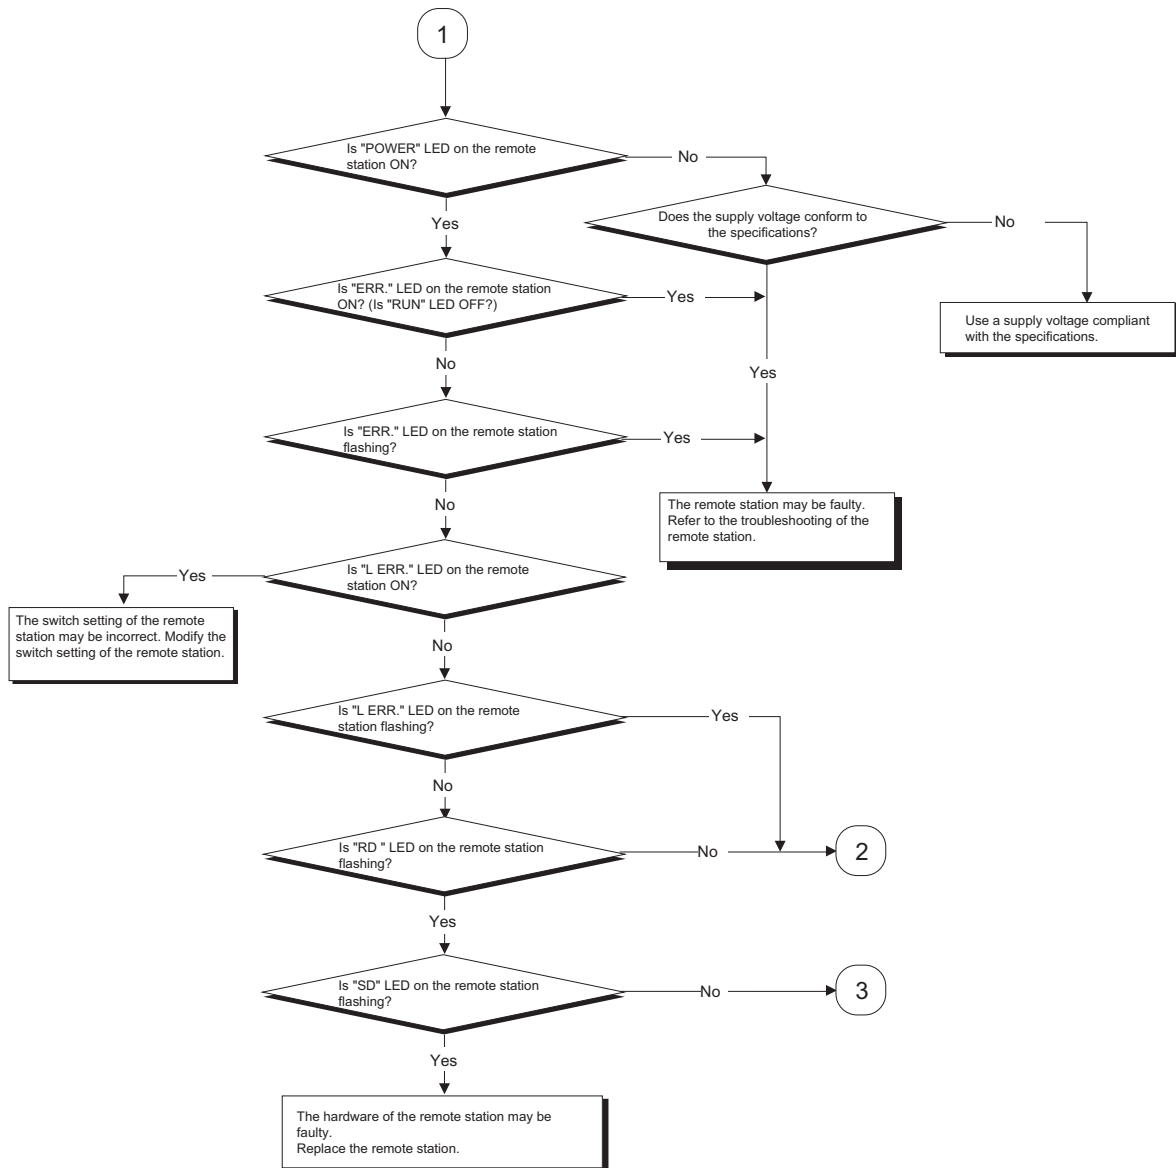 1
Is "POWER" LED on the remote
station ON?
No
Yes
Does the supply voltage conform to
the specifications?
No
Is "ERR." LED on the remote station
ON? (Is "RUN" LED OFF?)
Yes
Use a supply voltage compliant
with the specifications.
No
Yes
Is "ERR." LED on the remote station
flashing?
Yes
No
The remote station may be faulty.
Refer to the troubleshooting of the
remote station.
Is "L ERR." LED on the remote
station ON?
Yes
The switch setting of the remote
station may be incorrect. Modify the
switch setting of the remote station.
No
Is "L ERR." LED on the remote
station flashing?
Yes
No
Is "RD " LED on the remote station
flashing?
No
2
Yes
Is "SD" LED on the remote station
flashing?
No
3
Yes
The hardware of the remote station may be
faulty.
Replace the remote station.